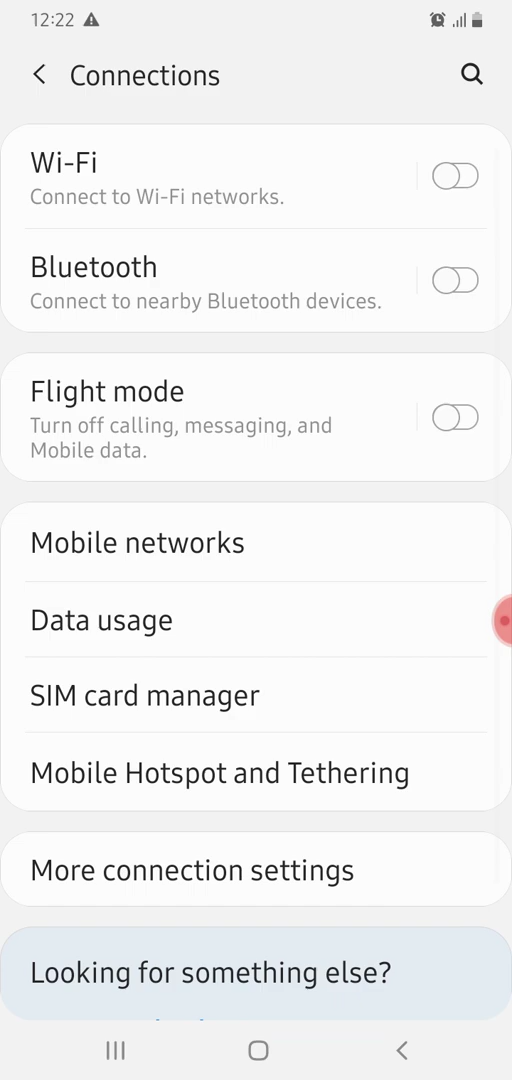 12:22
Connections
Wi-Fi
Connect to Wi-Fi networks.
Bluetooth
Connect to nearby Bluetooth devices.
Flight mode
Turn off calling, messaging, and
Mobile data.
Mobile networks
Data usage
SIM card manager
Mobile Hotspot and Tethering
More connection settings
Looking for something else?